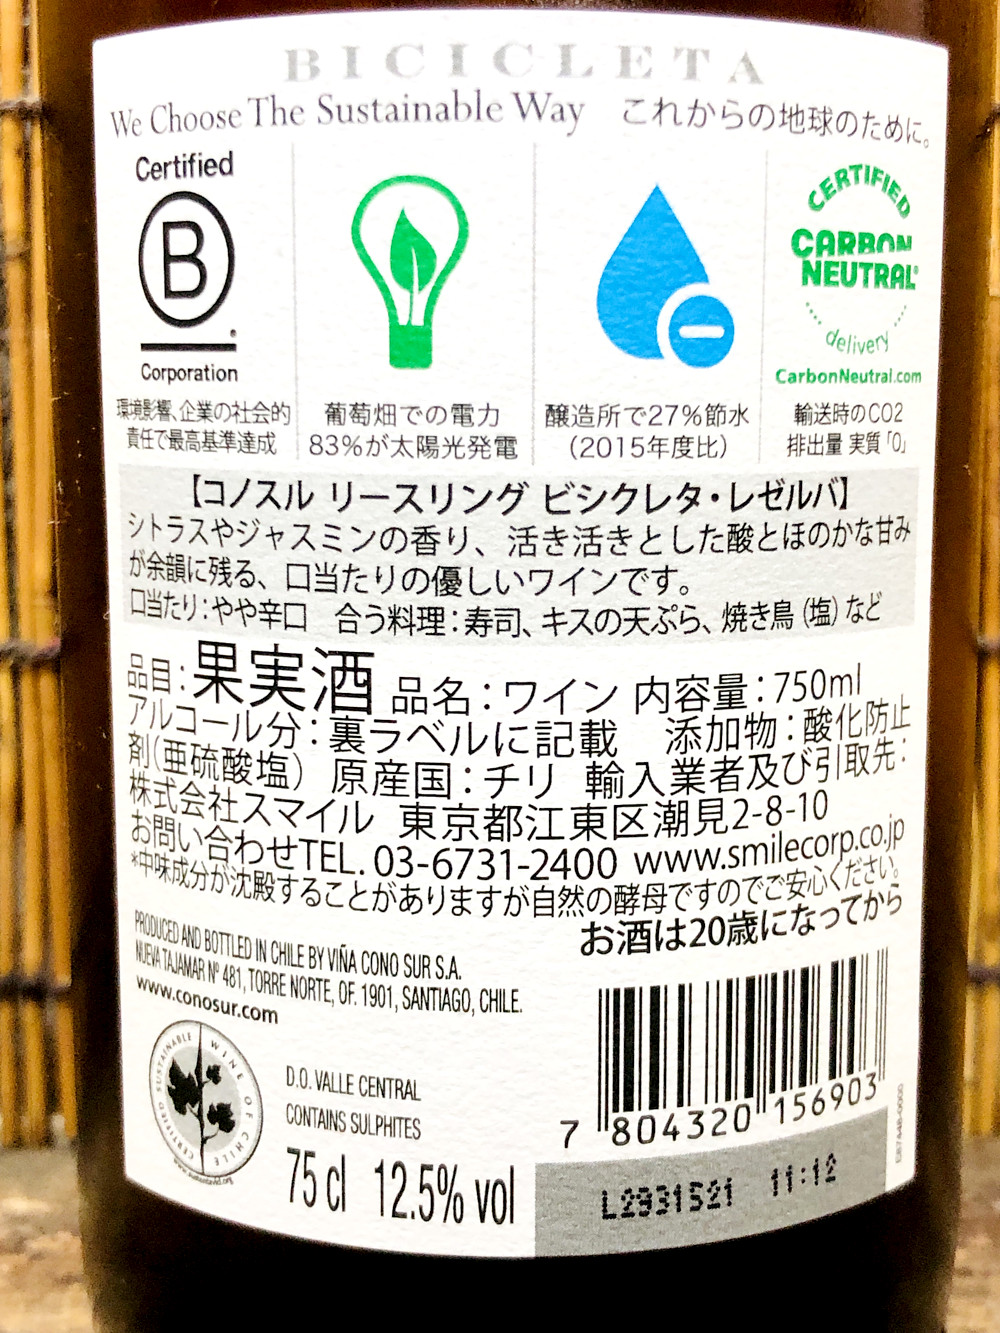 BICICLETA
We Choose The Sustainable Way これからの地球のために。
Certified
B
Corporation
環境影響、企業の社会的
責任で最高基準達成
葡萄畑での電力
83%が太陽光発電
醸造所で27%節水
（2015年度比）
CERTIFIED
CARBON
NEUTRAL
delivery
CarbonNeutral.com
輸送時のCO2
排出量 実質「0」
【コノスル リースリング ビシクレタ・レゼルバ】
シトラスやジャスミンの香り、活き活きとした酸とほのかな甘み
が余韻に残る、口当たりの優しいワインです。
口当たり：やや辛口 合う料理：寿司、キスの天ぷら、焼き鳥（塩）など
品目：果実酒 品名：ワイン 内容量：750ml
アルコール分：裏ラベルに記載 添加物：酸化防止
剤（亜硫酸塩） 原産国：チリ 輸入業者及び引取先：
株式会社スマイル 東京都江東区潮見2-8-10
お問い合わせTEL. 03-6731-2400 www.smilecorp.co.jp
*中味成分が沈殿することがありますが自然の酵母ですのでご安心ください。
お酒は20歳になってから
PRODUCED AND BOTTLED IN CHILE BY VIÑA CONO SUR S.A.
NUEVA TAJAMAR Nº 481, TORRE NORTE, OF. 1901, SANTIAGO, CHILE.
www.conosur.com
CERTIFIED SUSTAINABLE WINE OF CHILE
D.O. VALLE CENTRAL
CONTAINS SULPHITES
75 cl 12.5% vol
7 804320 156903
L2931521 11:12